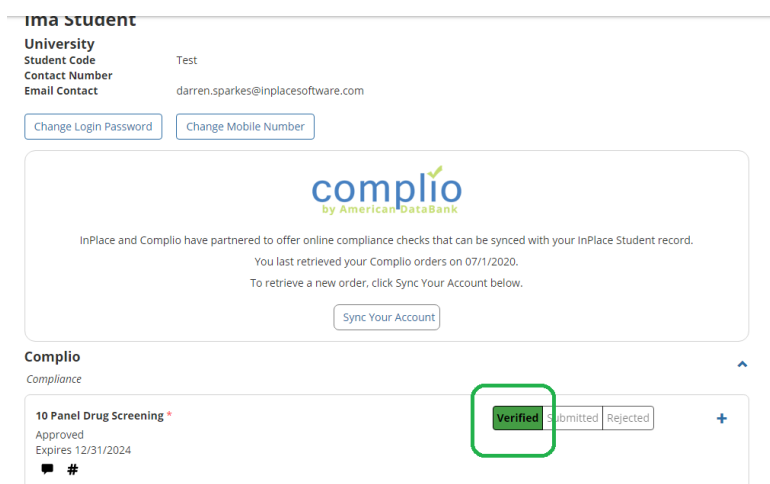 Ima Student
University
Student Code Test
Contact Number
Email Contact darren.sparkes@inplacesoftware.com
Change Login Password Change Mobile Number
complio
by American DataBank
InPlace and Complio have partnered to offer online compliance checks that can be synced with your InPlace Student record.
You last retrieved your Complio orders on 07/1/2020.
To retrieve a new order, click Sync Your Account below.
Sync Your Account
Complio
Compliance
10 Panel Drug Screening * Verified Submitted Rejected +
Approved
Expires 12/31/2024
#